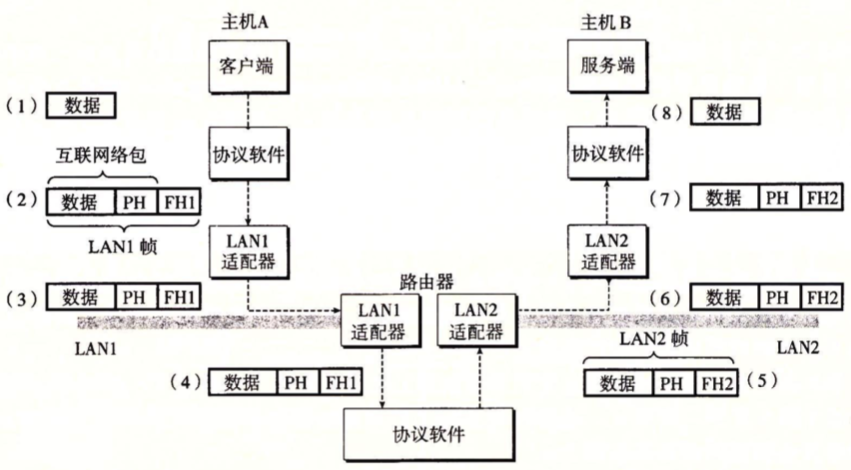 主机A
主机B
客户端
服务端
(1) 数据
(8) 数据
协议软件
协议软件
互联网络包
(2) 数据 PH FH1
(7) 数据 PH FH2
LAN1 帧
LAN1
适配器
LAN2
适配器
路由器
(3) 数据 PH FH1
(6) 数据 PH FH2
LAN1
适配器
LAN2
适配器
LAN1
LAN2 帧
LAN2
(4) 数据 PH FH1
数据 PH FH2 (5)
协议软件